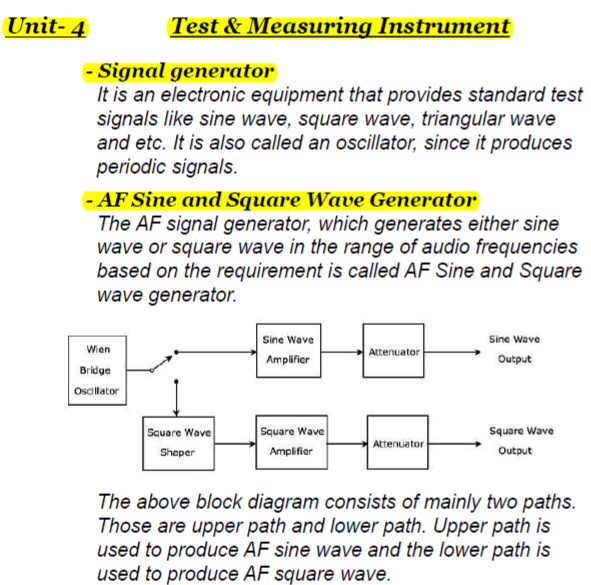 Unit- 4 Test & Measuring Instrument
- Signal generator
It is an electronic equipment that provides standard test
signals like sine wave, square wave, triangular wave
and etc. It is also called an oscillator, since it produces
periodic signals.
- AF Sine and Square Wave Generator
The AF signal generator, which generates either sine
wave or square wave in the range of audio frequencies
based on the requirement is called AF Sine and Square
wave generator.
Wien
Bridge
Oscillator
Sine Wave
Amplifier
Attenuator
Sine Wave
Output
Square Wave
Shaper
Square Wave
Amplifier
Attenuator
Square Wave
Output
The above block diagram consists of mainly two paths.
Those are upper path and lower path. Upper path is
used to produce AF sine wave and the lower path is
used to produce AF square wave.